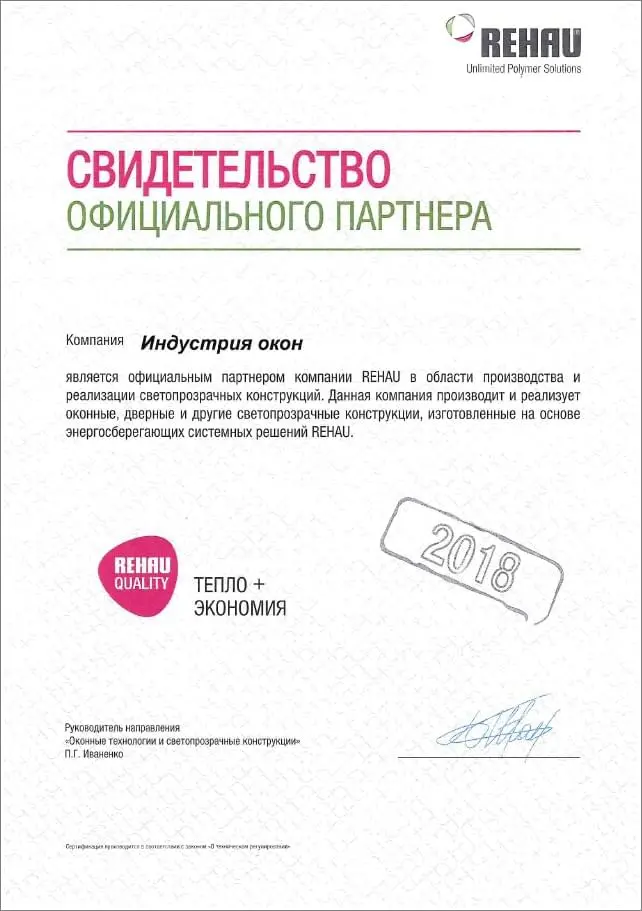 REHAU
Unlimited Polymer Solutions
СВИДЕТЕЛЬСТВО
ОФИЦИАЛЬНОГО ПАРТНЕРА
Компания Индустрия окон
является официальным партнером компании REHAU в области производства и
реализации светопрозрачных конструкций. Данная компания производит и реализует
оконные, дверные и другие светопрозрачные конструкции, изготовленные на основе
энергосберегающих системных решений REHAU.
2018
REHAU
QUALITY
ТЕПЛО +
ЭКОНОМИЯ
Руководитель направления
«Оконные технологии и светопрозрачные конструкции»
П.Г. Иваненко
Сертификация производится в соответствии с законом «О техническом регулировании»